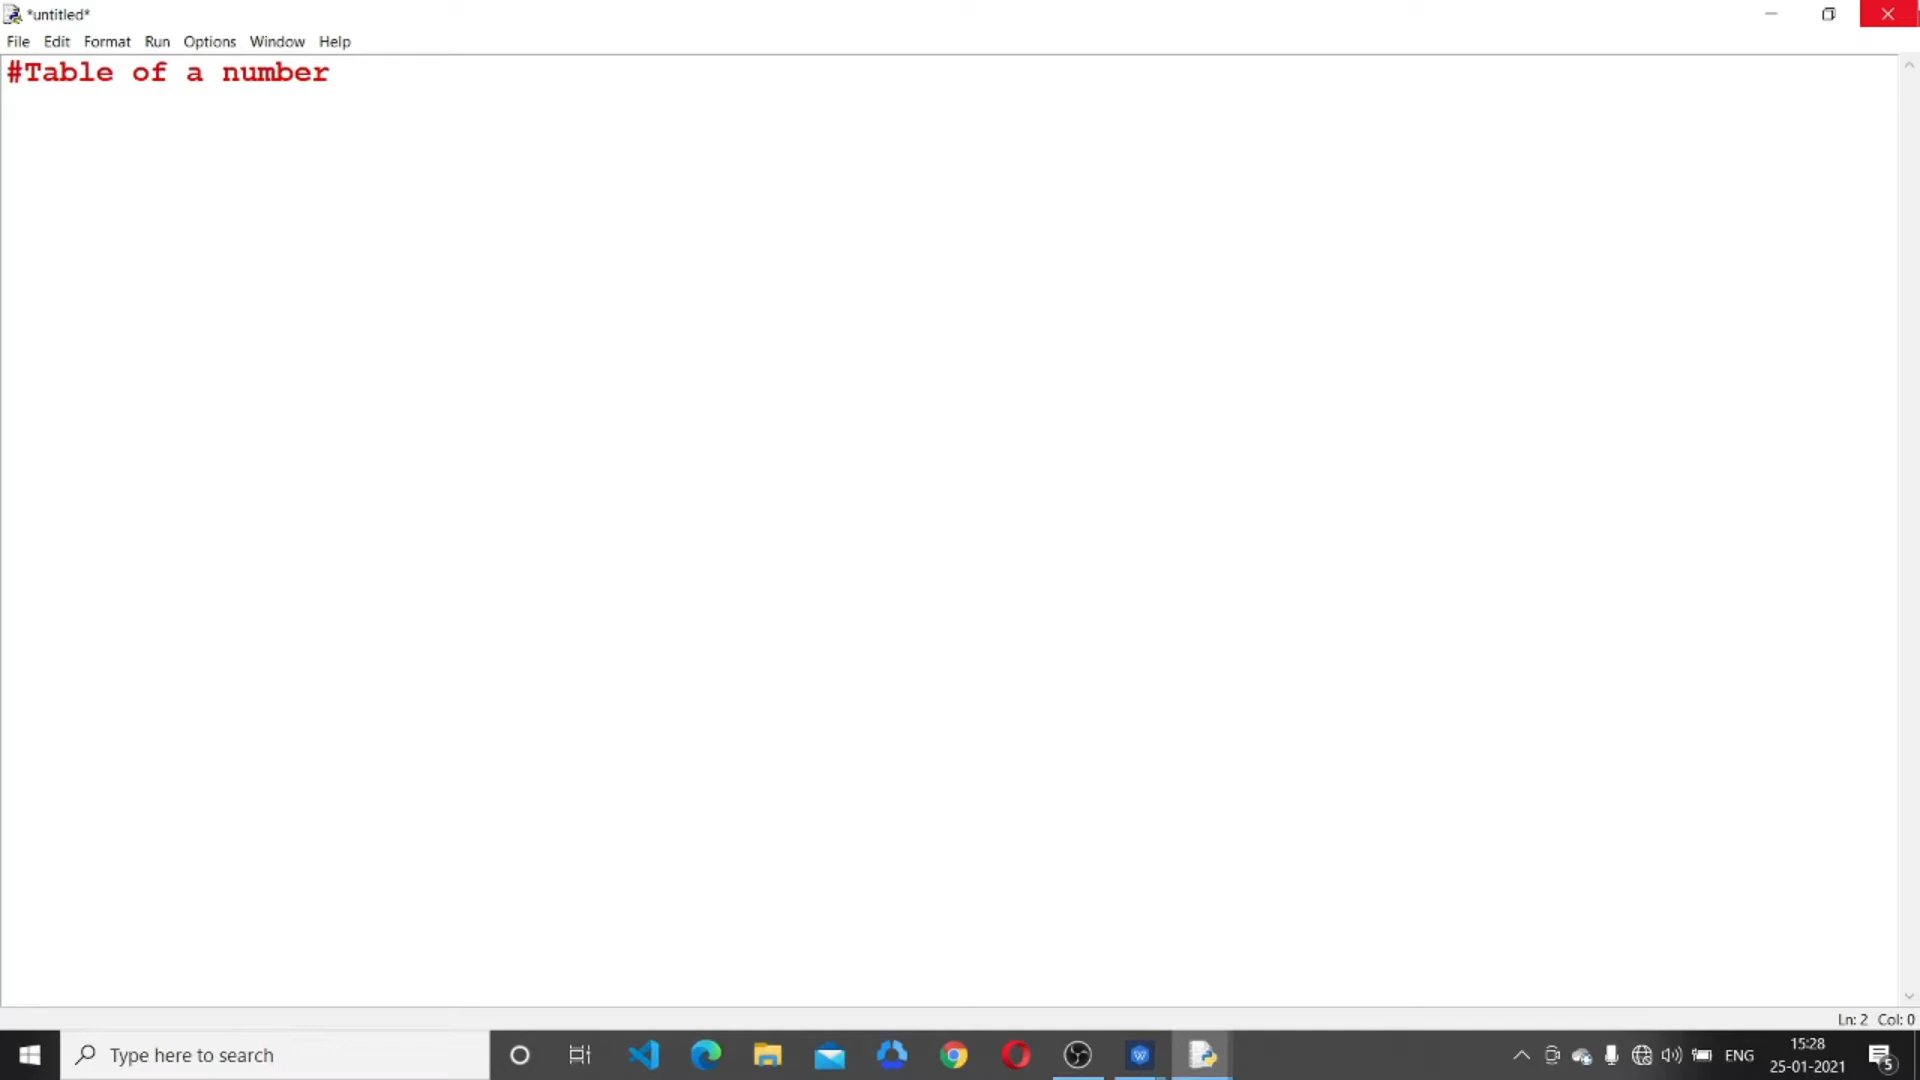 *untitled*
File Edit Format Run Options Window Help
#Table of a number
Ln: 2 Col: 0
Type here to search
ENG
15:28
25-01-2021
5